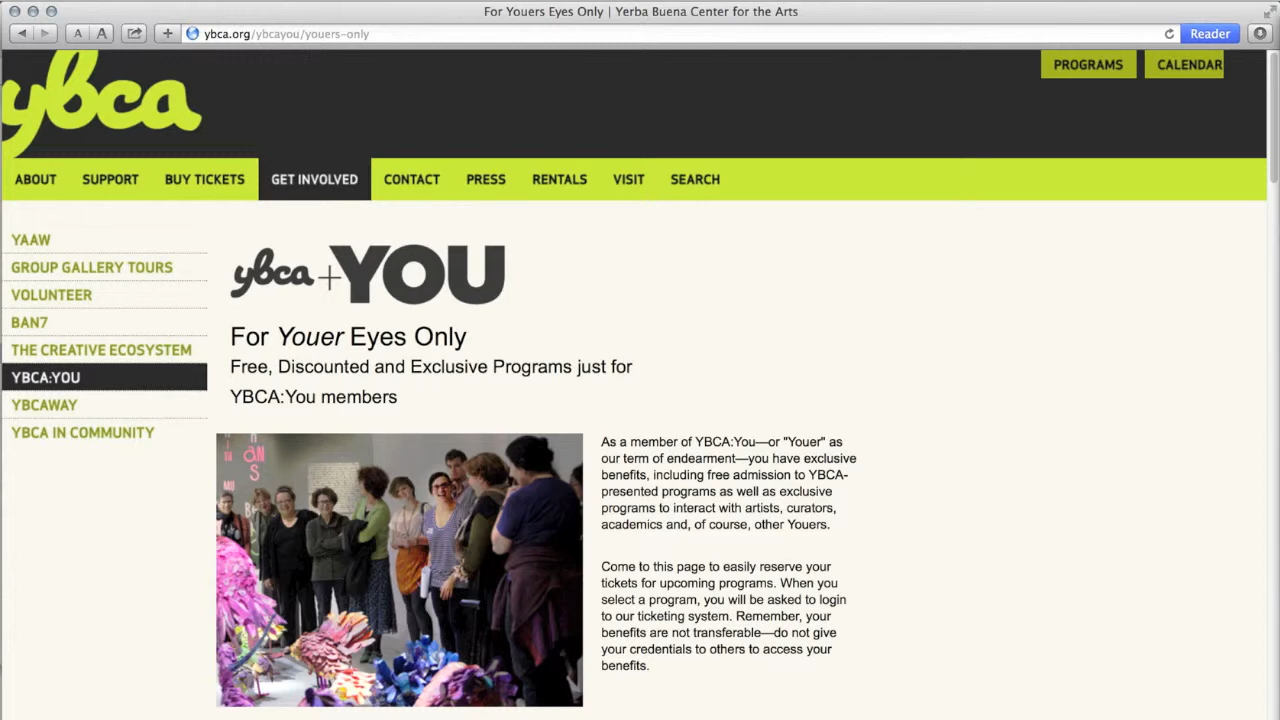 For Youers Eyes Only | Yerba Buena Center for the Arts
A A + ybca.org/ybcayou/youers-only Reader
ybca
PROGRAMS CALENDAR
ABOUT SUPPORT BUY TICKETS GET INVOLVED CONTACT PRESS RENTALS VISIT SEARCH
YAAW
GROUP GALLERY TOURS
VOLUNTEER
BAN7
THE CREATIVE ECOSYSTEM
YBCA:YOU
YBCAWAY
YBCA IN COMMUNITY
ybca+YOU
For Youer Eyes Only
Free, Discounted and Exclusive Programs just for
YBCA:You members
As a member of YBCA:You—or "Youer" as
our term of endearment—you have exclusive
benefits, including free admission to YBCA-
presented programs as well as exclusive
programs to interact with artists, curators,
academics and, of course, other Youers.
Come to this page to easily reserve your
tickets for upcoming programs. When you
select a program, you will be asked to login
to our ticketing system. Remember, your
benefits are not transferable—do not give
your credentials to others to access your
benefits.